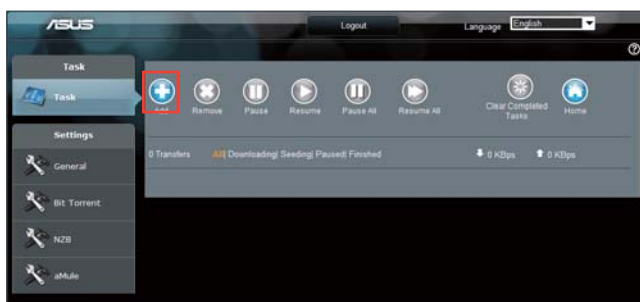 ASUS
Logout
Language English
Task
Task
Add
Remove
Pause
Resume
Pause All
Resume All
Clear Completed
Tasks
Home
Settings
General
Bit Torrent
NZB
aMule
0 Transfers All| Downloading| Seeding| Paused| Finished
0 KBps 0 KBps